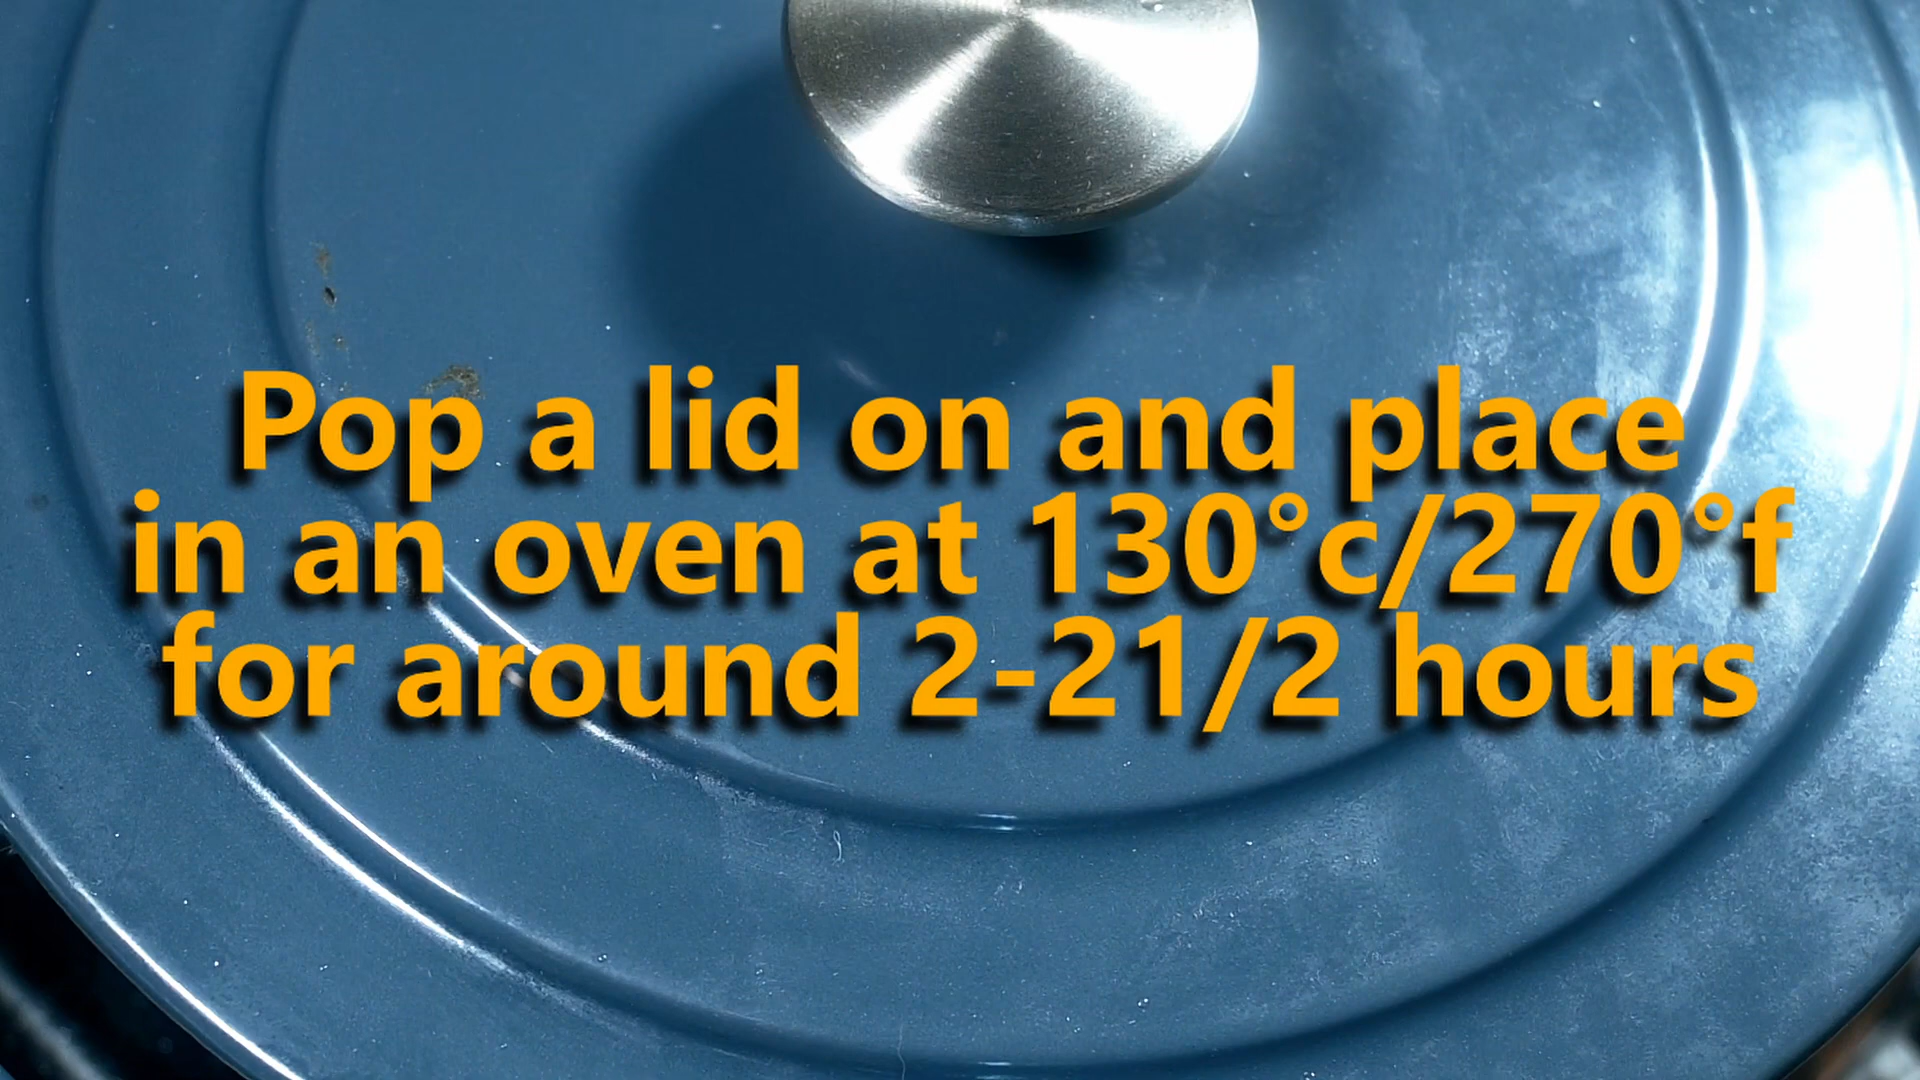 Pop a lid on and place
in an oven at 130°c/270°f
for around 2-21/2 hours